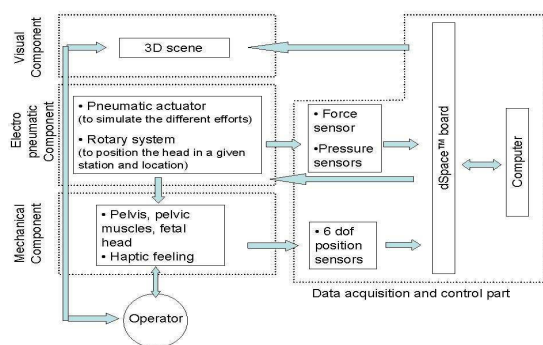 Visual
Component
3D scene
Electro
pneumatic
Component
• Pneumatic actuator
(to simulate the different efforts)
• Rotary system
(to position the head in a given
station and location)
• Force
sensor
•Pressure
sensors
dSpace™ board
Computer
Mechanical
Component
• Pelvis, pelvic
muscles, fetal
head
• Haptic feeling
• 6 dof
position
sensors
Data acquisition and control part
Operator